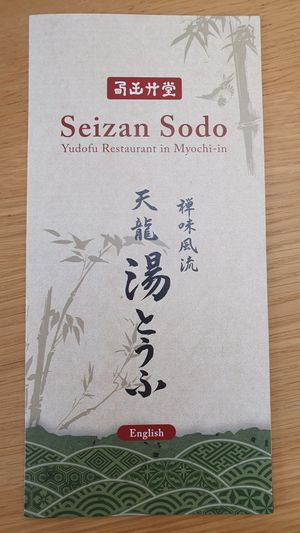 西山艸堂
Seizan Sodo
Yudofu Restaurant in Myochi-in
禅味風流
天龍
湯とうふ
English